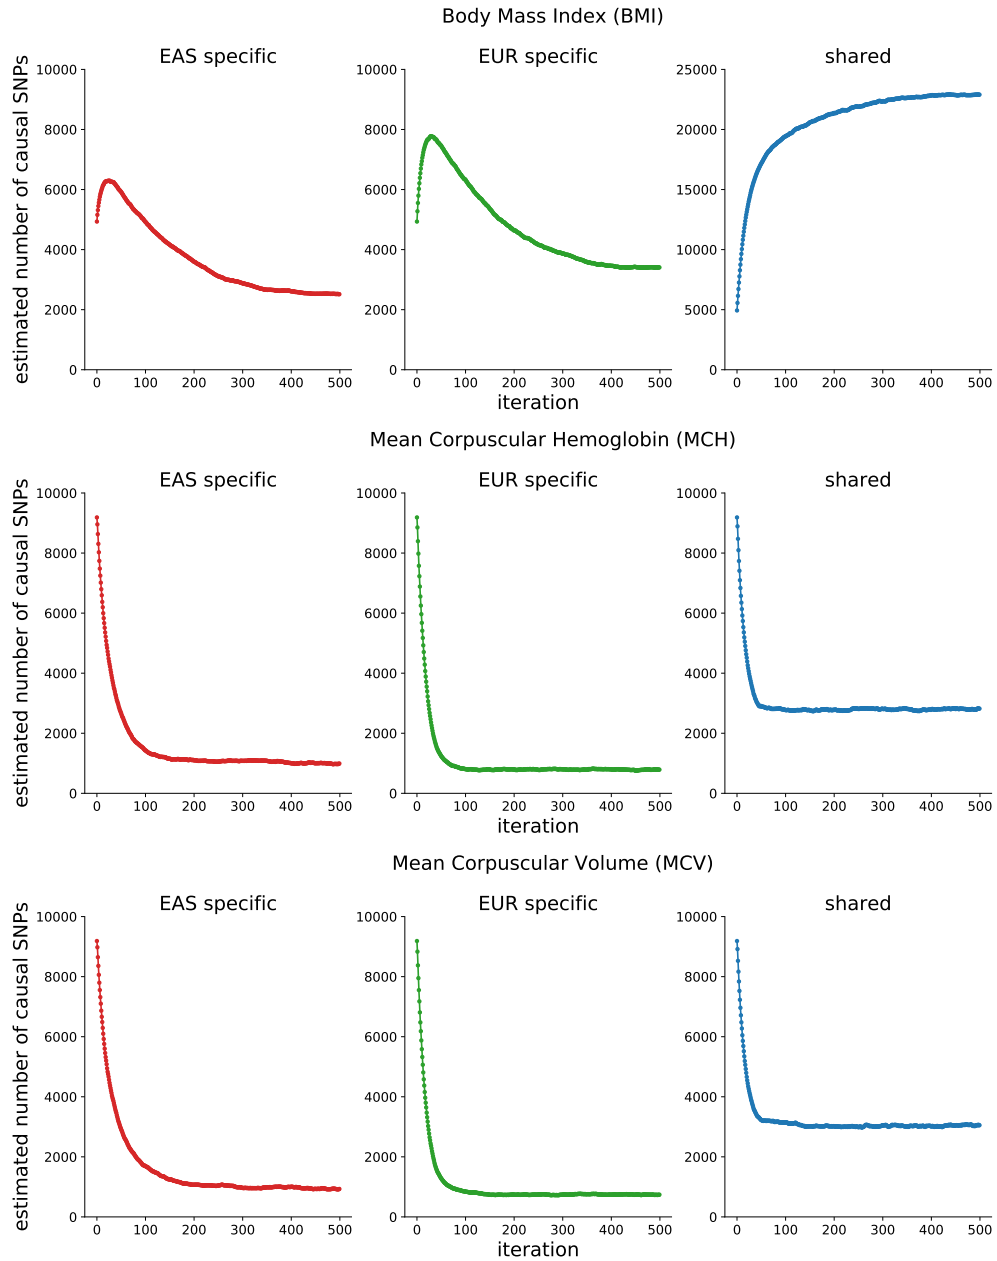 Body Mass Index (BMI)
EAS specific
EUR specific
shared
estimated number of causal SNPs
10000
8000
6000
4000
2000
0
0 100 200 300 400 500
10000
8000
6000
4000
2000
0
0 100 200 300 400 500
25000
20000
15000
10000
5000
0
0 100 200 300 400 500
iteration
Mean Corpuscular Hemoglobin (MCH)
EAS specific
EUR specific
shared
estimated number of causal SNPs
10000
8000
6000
4000
2000
0
0 100 200 300 400 500
10000
8000
6000
4000
2000
0
0 100 200 300 400 500
10000
8000
6000
4000
2000
0
0 100 200 300 400 500
iteration
Mean Corpuscular Volume (MCV)
EAS specific
EUR specific
shared
estimated number of causal SNPs
10000
8000
6000
4000
2000
0
0 100 200 300 400 500
10000
8000
6000
4000
2000
0
0 100 200 300 400 500
10000
8000
6000
4000
2000
0
0 100 200 300 400 500
iteration